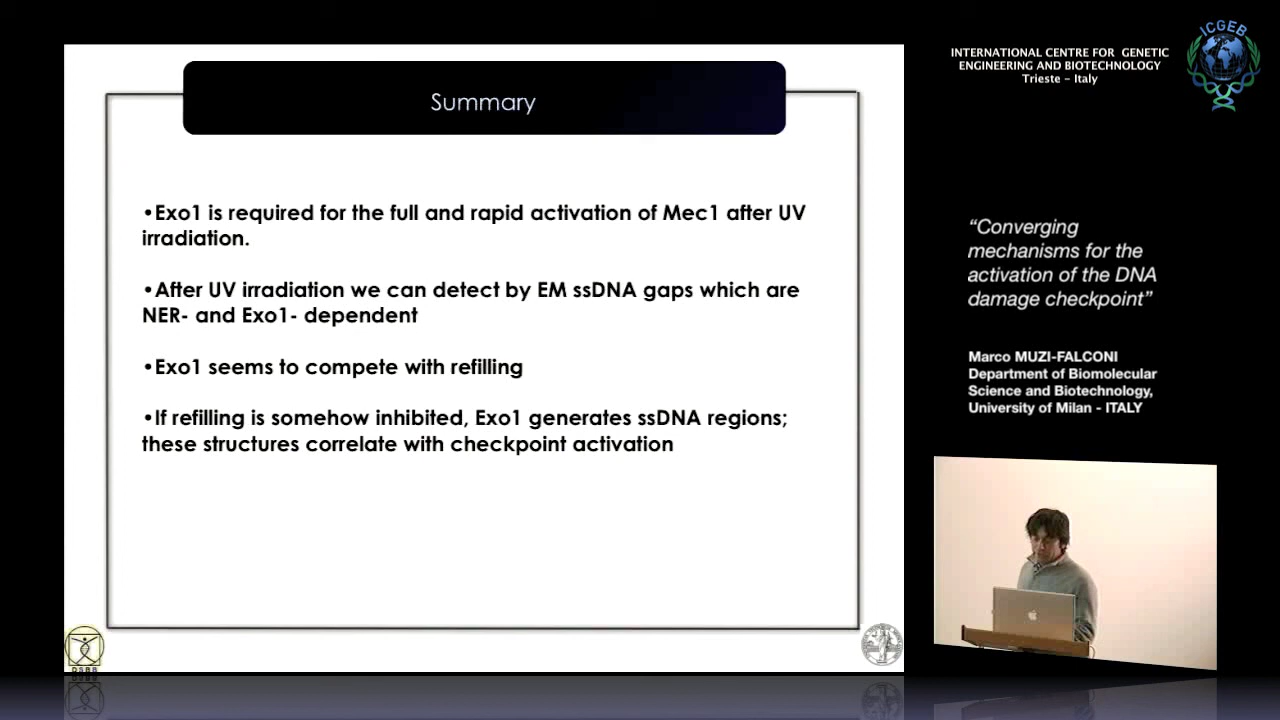 Summary
•Exo1 is required for the full and rapid activation of Mec1 after UV
irradiation.
•After UV irradiation we can detect by EM ssDNA gaps which are
NER- and Exo1- dependent
•Exo1 seems to compete with refilling
•If refilling is somehow inhibited, Exo1 generates ssDNA regions;
these structures correlate with checkpoint activation
DSBB
INTERNATIONAL CENTRE FOR GENETIC
ENGINEERING AND BIOTECHNOLOGY
Trieste - Italy
ICGEB
“Converging
mechanisms for the
activation of the DNA
damage checkpoint”
Marco MUZI-FALCONI
Department of Biomolecular
Science and Biotechnology,
University of Milan - ITALY